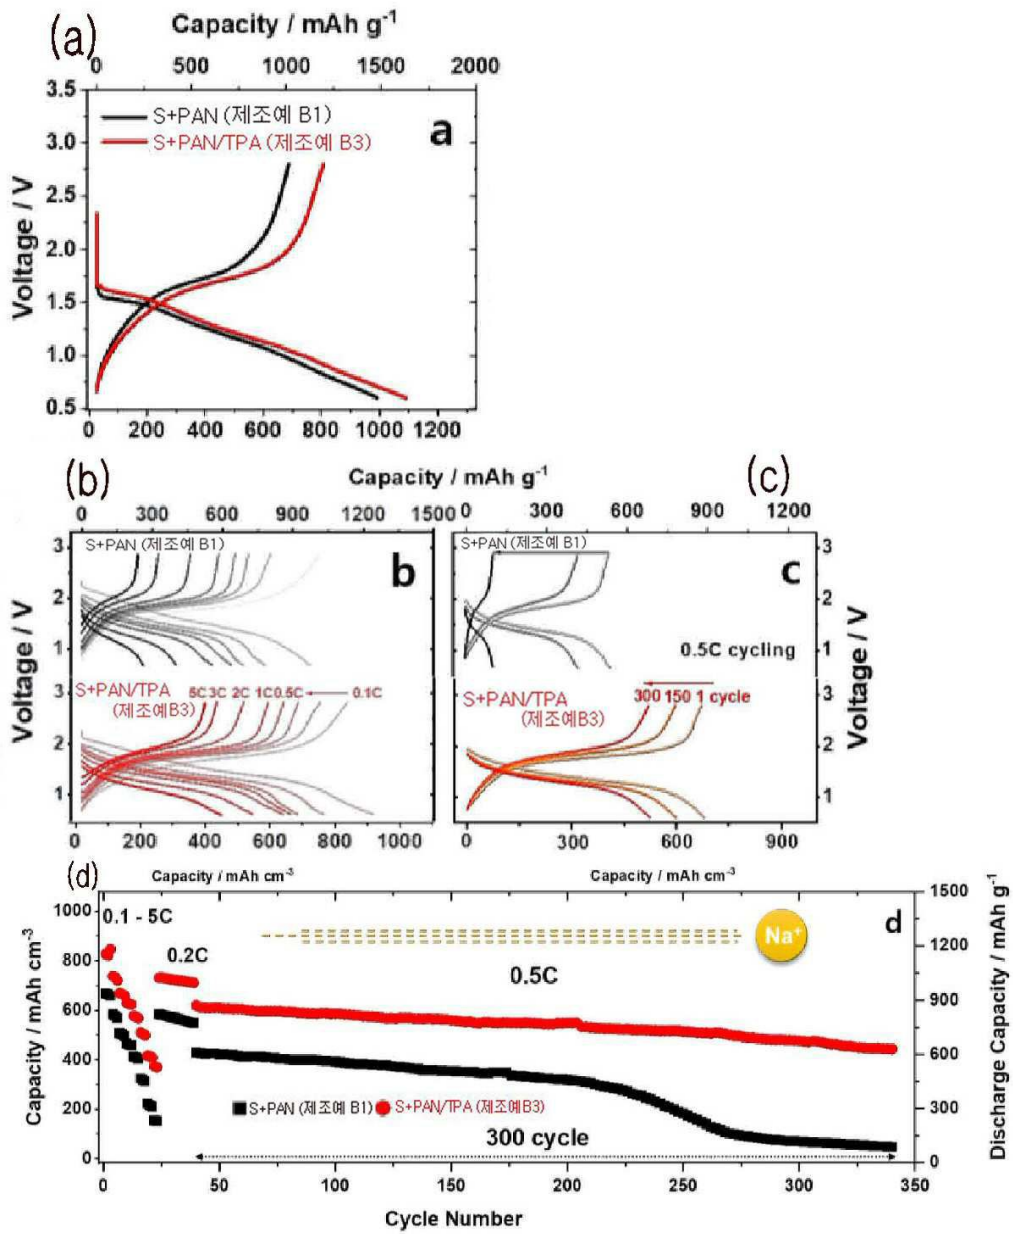 (a)
Capacity / mAh g⁻¹
0 500 1000 1500 2000
3.5
3.0
2.5
2.0
1.5
1.0
0.5
Voltage / V
S+PAN (제조예 B1)
S+PAN/TPA (제조예 B3)
a
0 200 400 600 800 1000 1200
(b)
Capacity / mAh g⁻¹
(c)
0 300 600 900 1200 1500
0 300 600 900 1200
Voltage / V
3
2
1
3
2
1
S+PAN (제조예 B1)
b
S+PAN/TPA
(제조예B3)
5C 3C 2C 1C 0.5C 0.1C
0 200 400 600 800 1000
S+PAN (제조예 B1)
c
0.5C cycling
S+PAN/TPA
(제조예B3)
300 150 1 cycle
3
2
1
3
2
1
Voltage / V
0 300 600 900
(d)
Capacity / mAh cm⁻³
Capacity / mAh cm⁻³
Capacity / mAh cm⁻³
1000
800
600
400
200
0
0.1 - 5C
0.2C
0.5C
Na⁺
d
S+PAN (제조예 B1)
S+PAN/TPA (제조예B3)
300 cycle
1500
1200
900
600
300
0
Discharge Capacity / mAh g⁻¹
0 50 100 150 200 250 300 350
Cycle Number